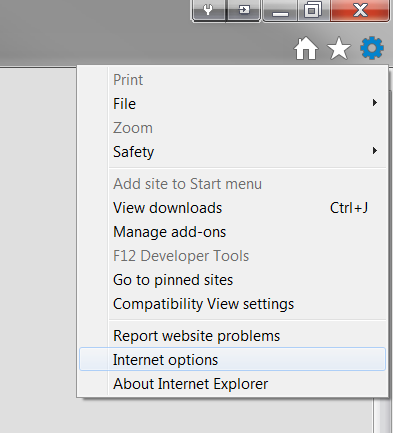 Print
File
Zoom
Safety
Add site to Start menu
View downloads Ctrl+J
Manage add-ons
F12 Developer Tools
Go to pinned sites
Compatibility View settings
Report website problems
Internet options
About Internet Explorer